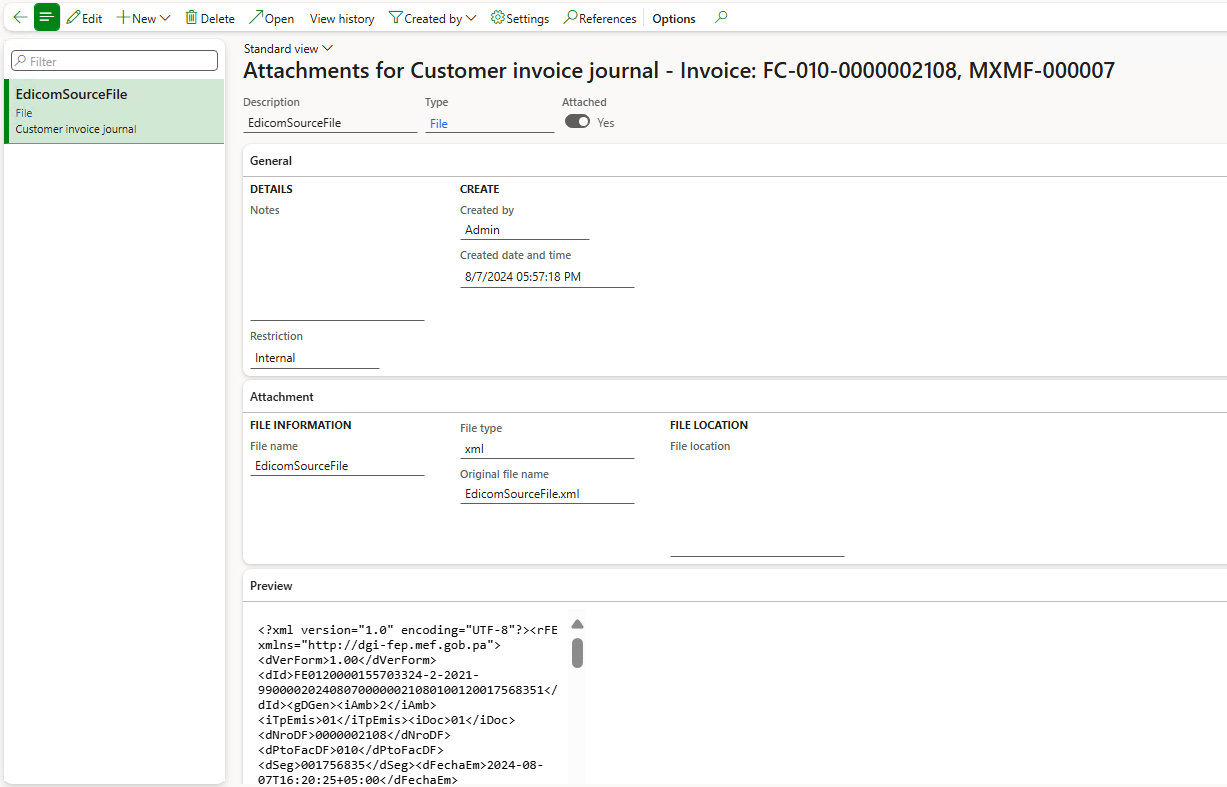 Edit New Delete Open View history Created by Settings References Options
Filter
EdicomSourceFile
File
Customer invoice journal
Standard view
Attachments for Customer invoice journal - Invoice: FC-010-0000002108, MXMF-000007
Description Type Attached
EdicomSourceFile File Yes
General
DETAILS CREATE
Notes Created by
Admin
Created date and time
8/7/2024 05:57:18 PM
Restriction
Internal
Attachment
FILE INFORMATION File type FILE LOCATION
File name xml File location
EdicomSourceFile Original file name
EdicomSourceFile.xml
Preview
<?xml version="1.0" encoding="UTF-8"?><rFE
xmlns="http://dgi-fep.mef.gob.pa">
<dVerForm>1.00</dVerForm>
<dId>FE0120000155703324-2-2021-
9900002024080700000021080100120017568351</
dId><gDGen><iAmb>2</iAmb>
<iTpEmis>01</iTpEmis><iDoc>01</iDoc>
<dNroDF>0000002108</dNroDF>
<dPtoFacDF>010</dPtoFacDF>
<dSeg>001756835</dSeg><dFechaEm>2024-08-
07T16:20:25+05:00</dFechaEm>